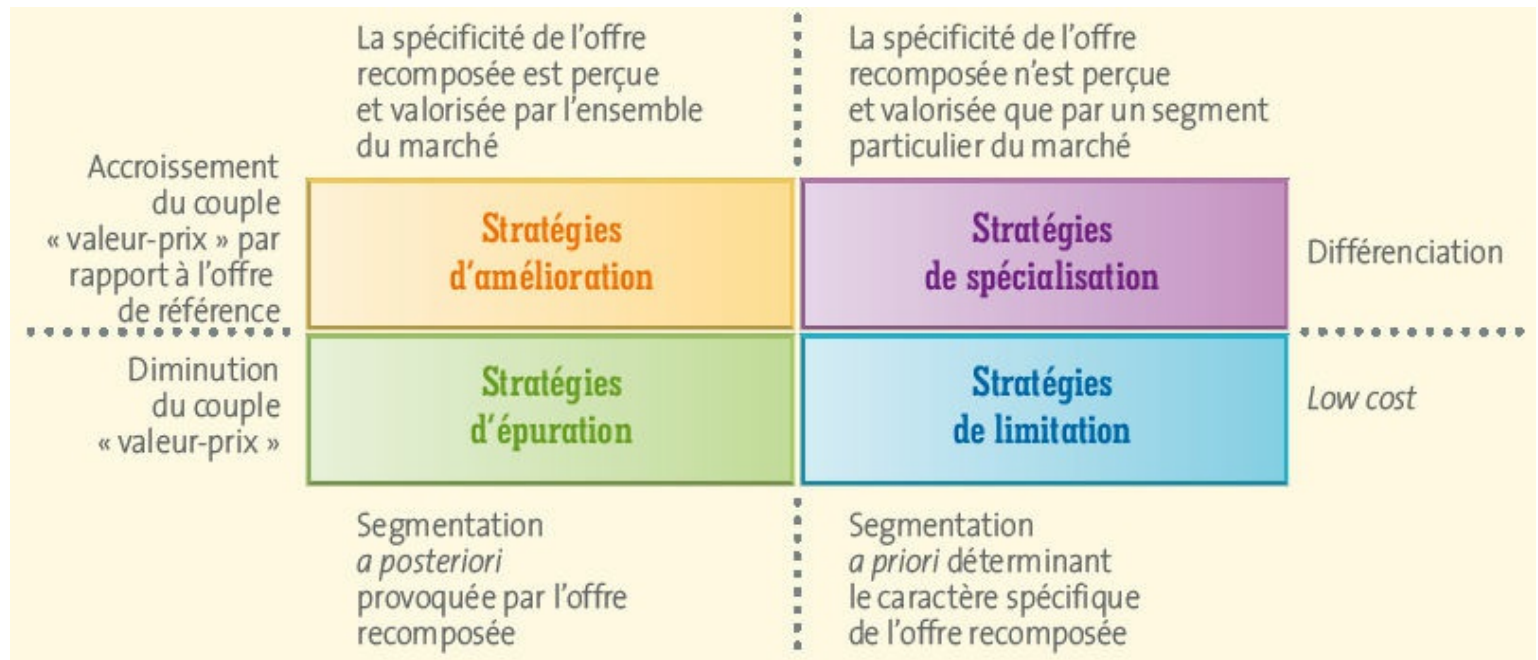 La spécificité de l'offre
recomposée est perçue
et valorisée par l'ensemble
du marché
La spécificité de l'offre
recomposée n'est perçue
et valorisée que par un segment
particulier du marché
Accroissement
du couple
« valeur-prix » par
rapport à l'offre
de référence
Stratégies
d'amélioration
Stratégies
de spécialisation
Différenciation
Diminution
du couple
« valeur-prix »
Stratégies
d'épuration
Stratégies
de limitation
Low cost
Segmentation
a posteriori
provoquée par l'offre
recomposée
Segmentation
a priori déterminant
le caractère spécifique
de l'offre recomposée